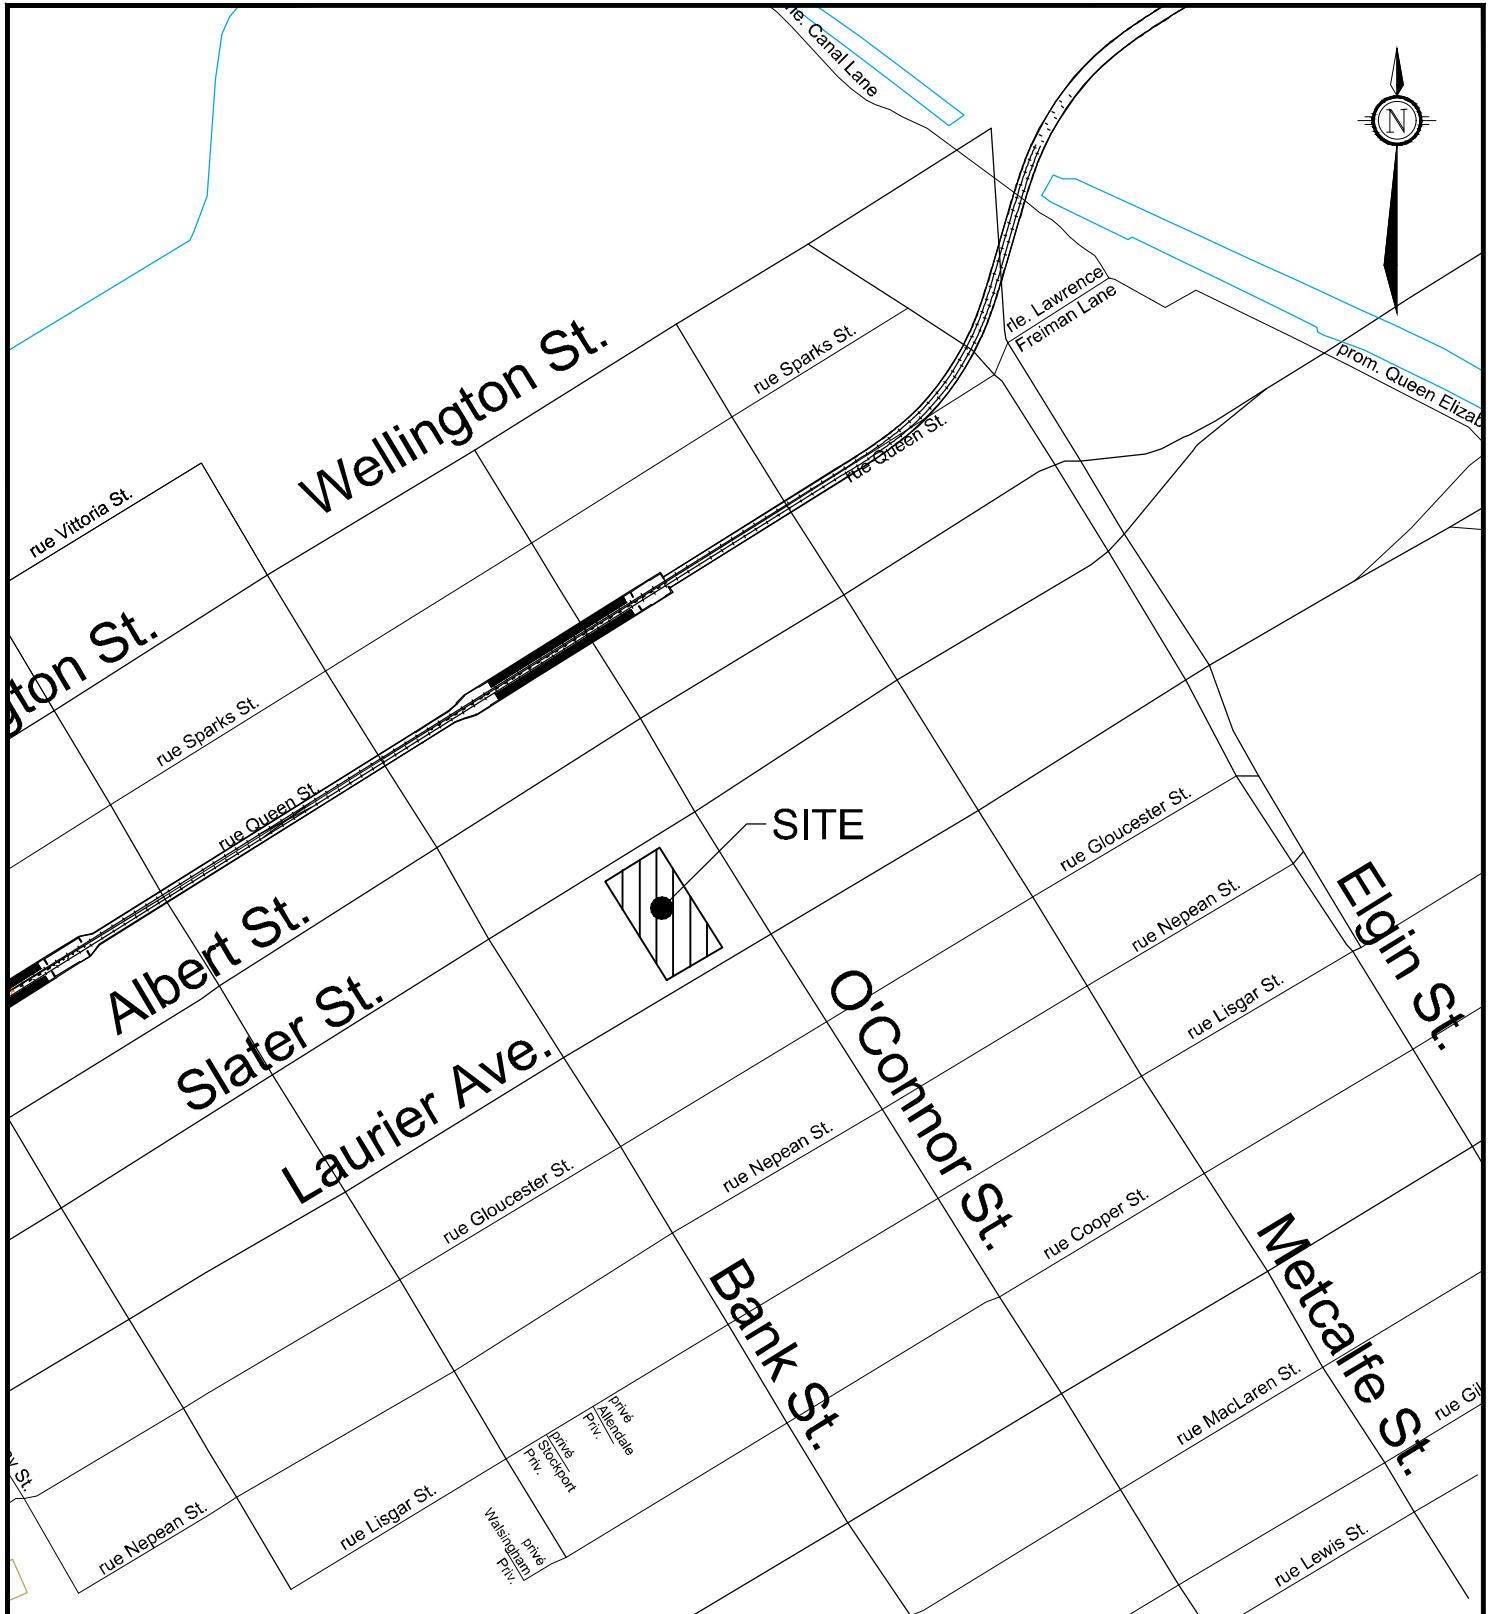 rle. Canal Lane
N
rle. Lawrence
Freiman Lane
rue Sparks St.
Wellington St.
prom. Queen Elizab
rue Queen St.
rue Vittoria St.
gton St.
rue Sparks St.
rue Queen St.
SITE
rue Gloucester St.
Albert St.
rue Nepean St.
Elgin St.
Slater St.
rue Lisgar St.
Laurier Ave.
O'Connor St.
rue Nepean St.
rue Gloucester St.
rue Cooper St.
Bank St.
Metcalfe St.
privé
Allendale
Priv.
rue MacLaren St.
rue Gil
privé
Stockport
Priv.
St.
rue Nepean St.
rue Lisgar St.
privé
Walsingham
Priv.
rue Lewis St.